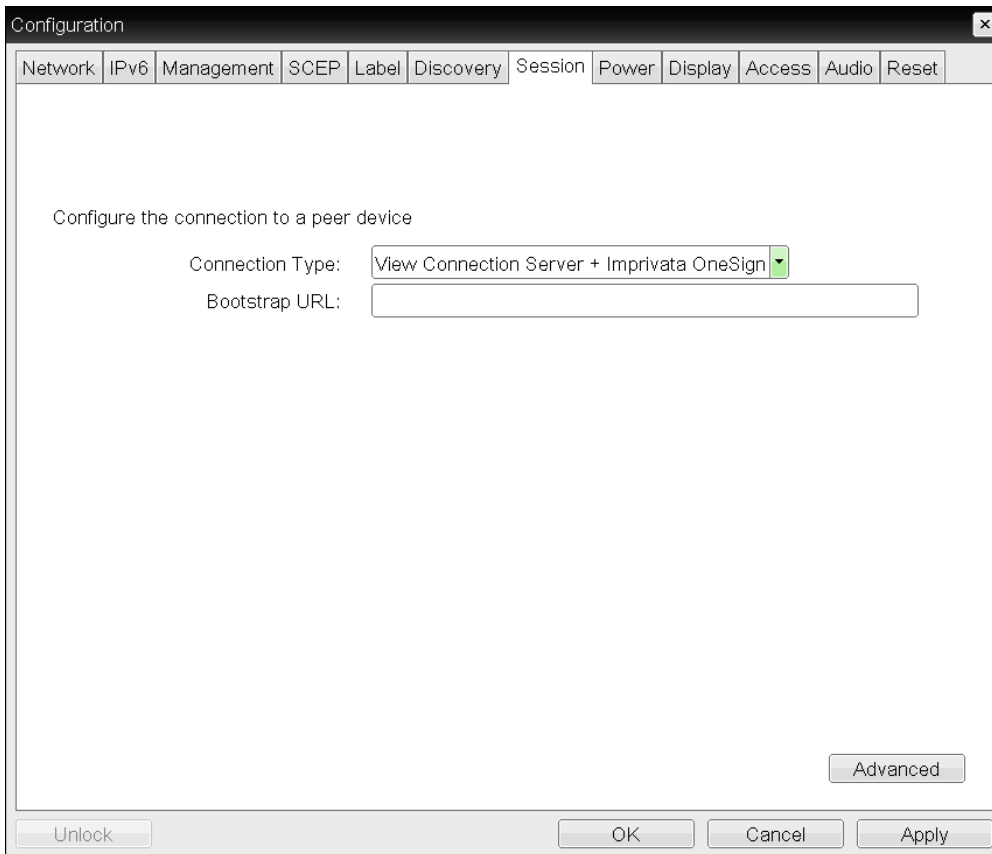 Configuration
Network IPv6 Management SCEP Label Discovery Session Power Display Access Audio Reset
Configure the connection to a peer device
Connection Type: View Connection Server + Imprivata OneSign
Bootstrap URL:
Advanced
Unlock OK Cancel Apply